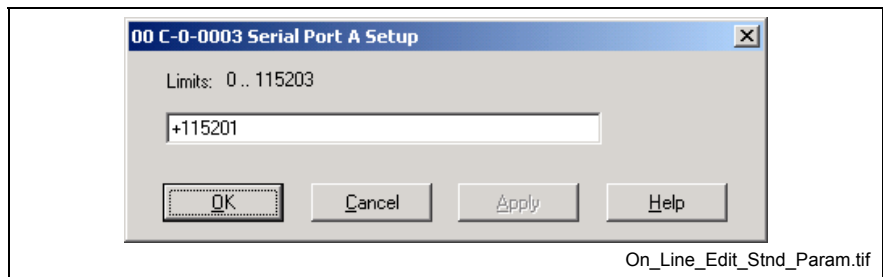 00 C-0-0003 Serial Port A Setup
Limits: 0 .. 115203
+115201
OK Cancel Apply Help
On_Line_Edit_Stnd_Param.tif